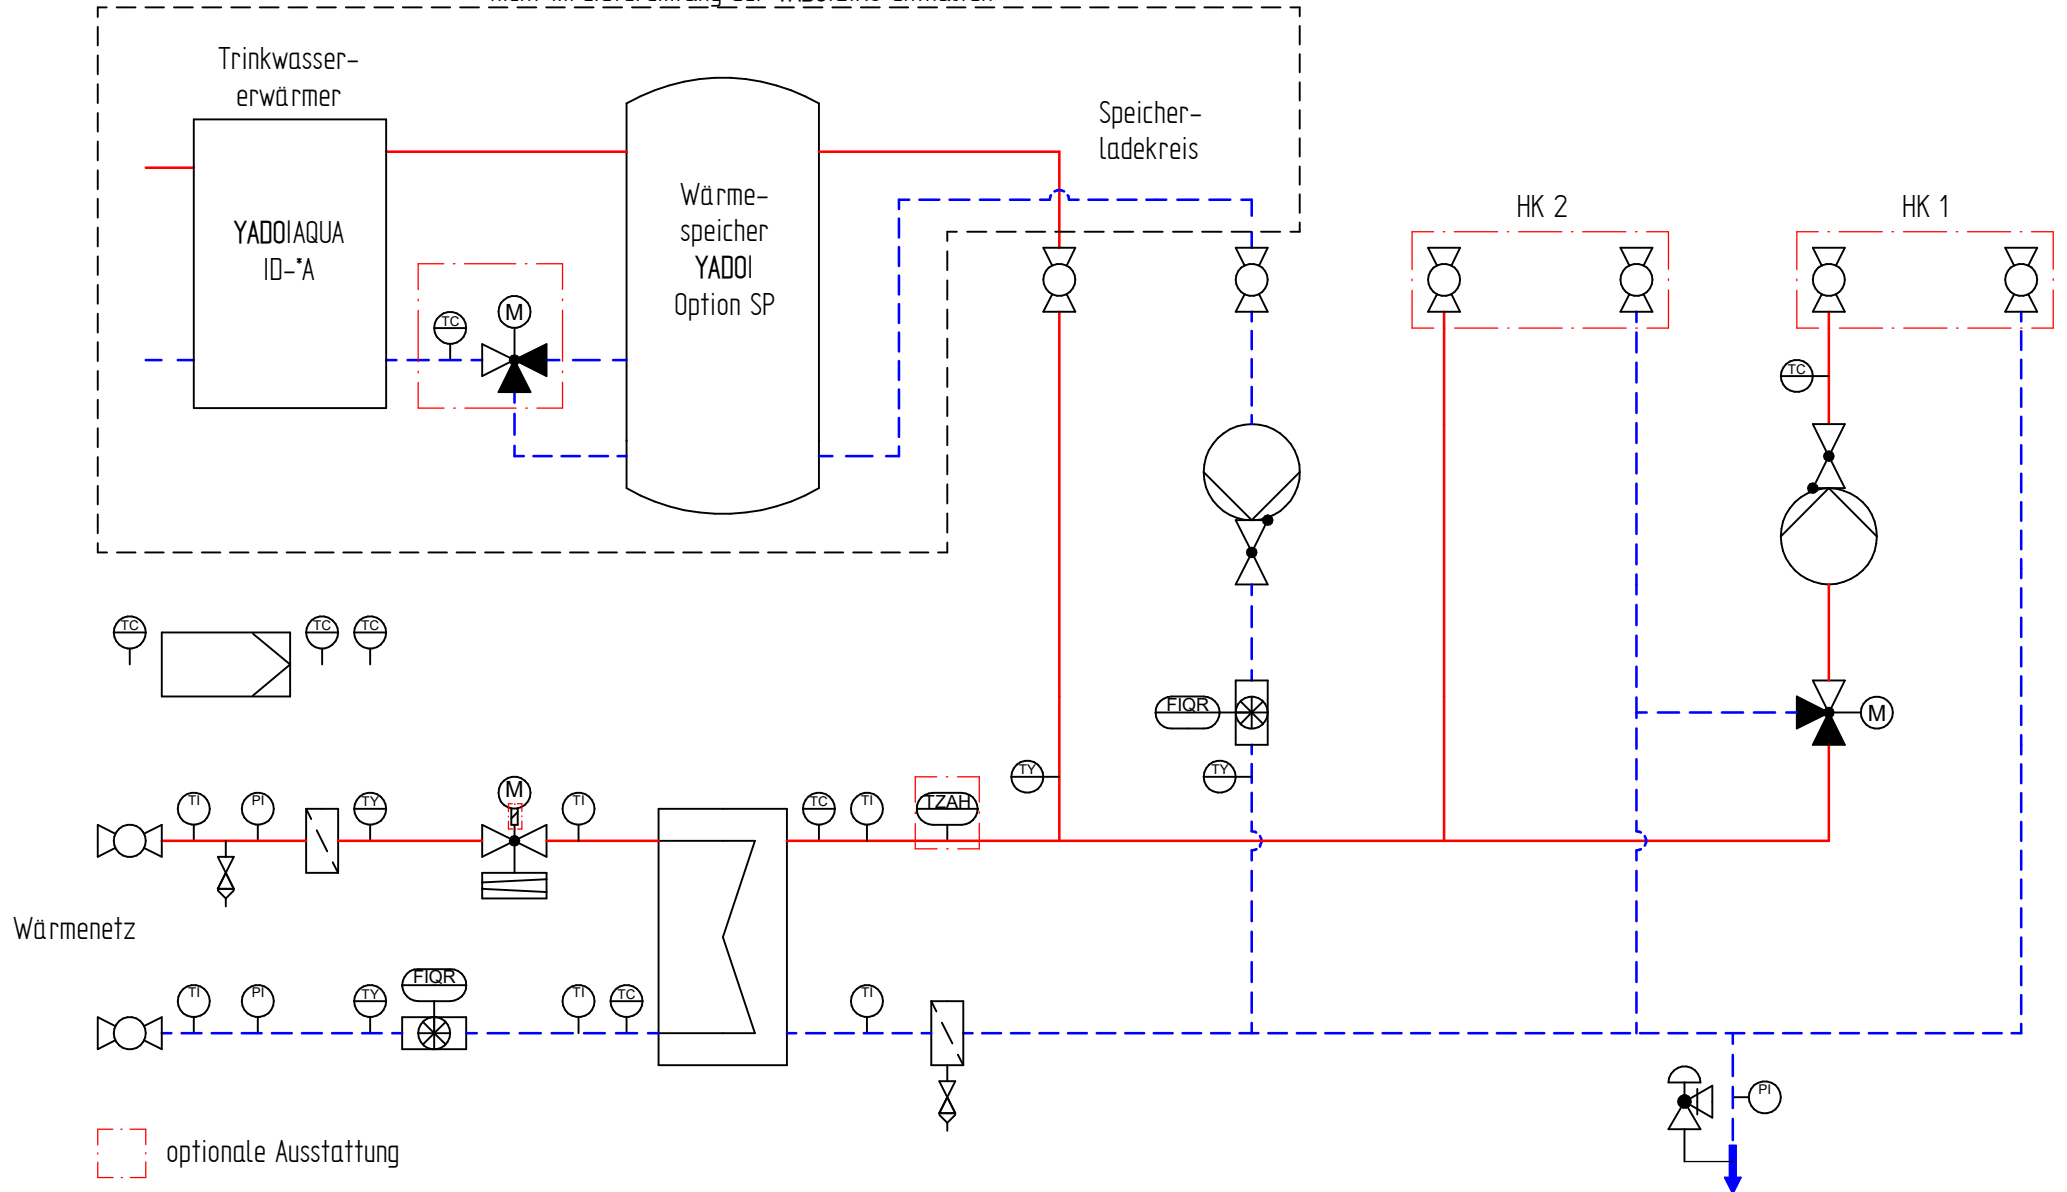 Trinkwasser-
erwärmer
YADO|AQUA
ID-*A
TC
M
Wärme-
speicher
YADO|
Option SP
Speicher-
ladekreis
HK 2
HK 1
TC
TC
TC
TC
FIQR
M
TY
TY
TI
PI
TY
M
TI
TC
TI
TZAH
Wärmenetz
TI
PI
TY
FIQR
TI
TC
TI
PI
optionale Ausstattung